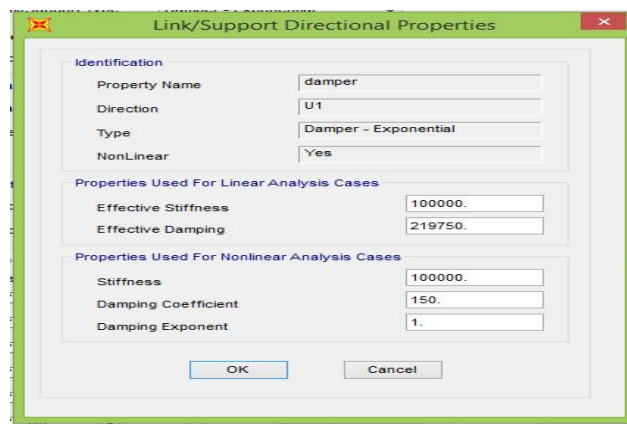 Link/Support Directional Properties
Identification
Property Name damper
Direction U1
Type Damper - Exponential
NonLinear Yes
Properties Used For Linear Analysis Cases
Effective Stiffness 100000.
Effective Damping 219750.
Properties Used For Nonlinear Analysis Cases
Stiffness 100000.
Damping Coefficient 150.
Damping Exponent 1.
OK Cancel